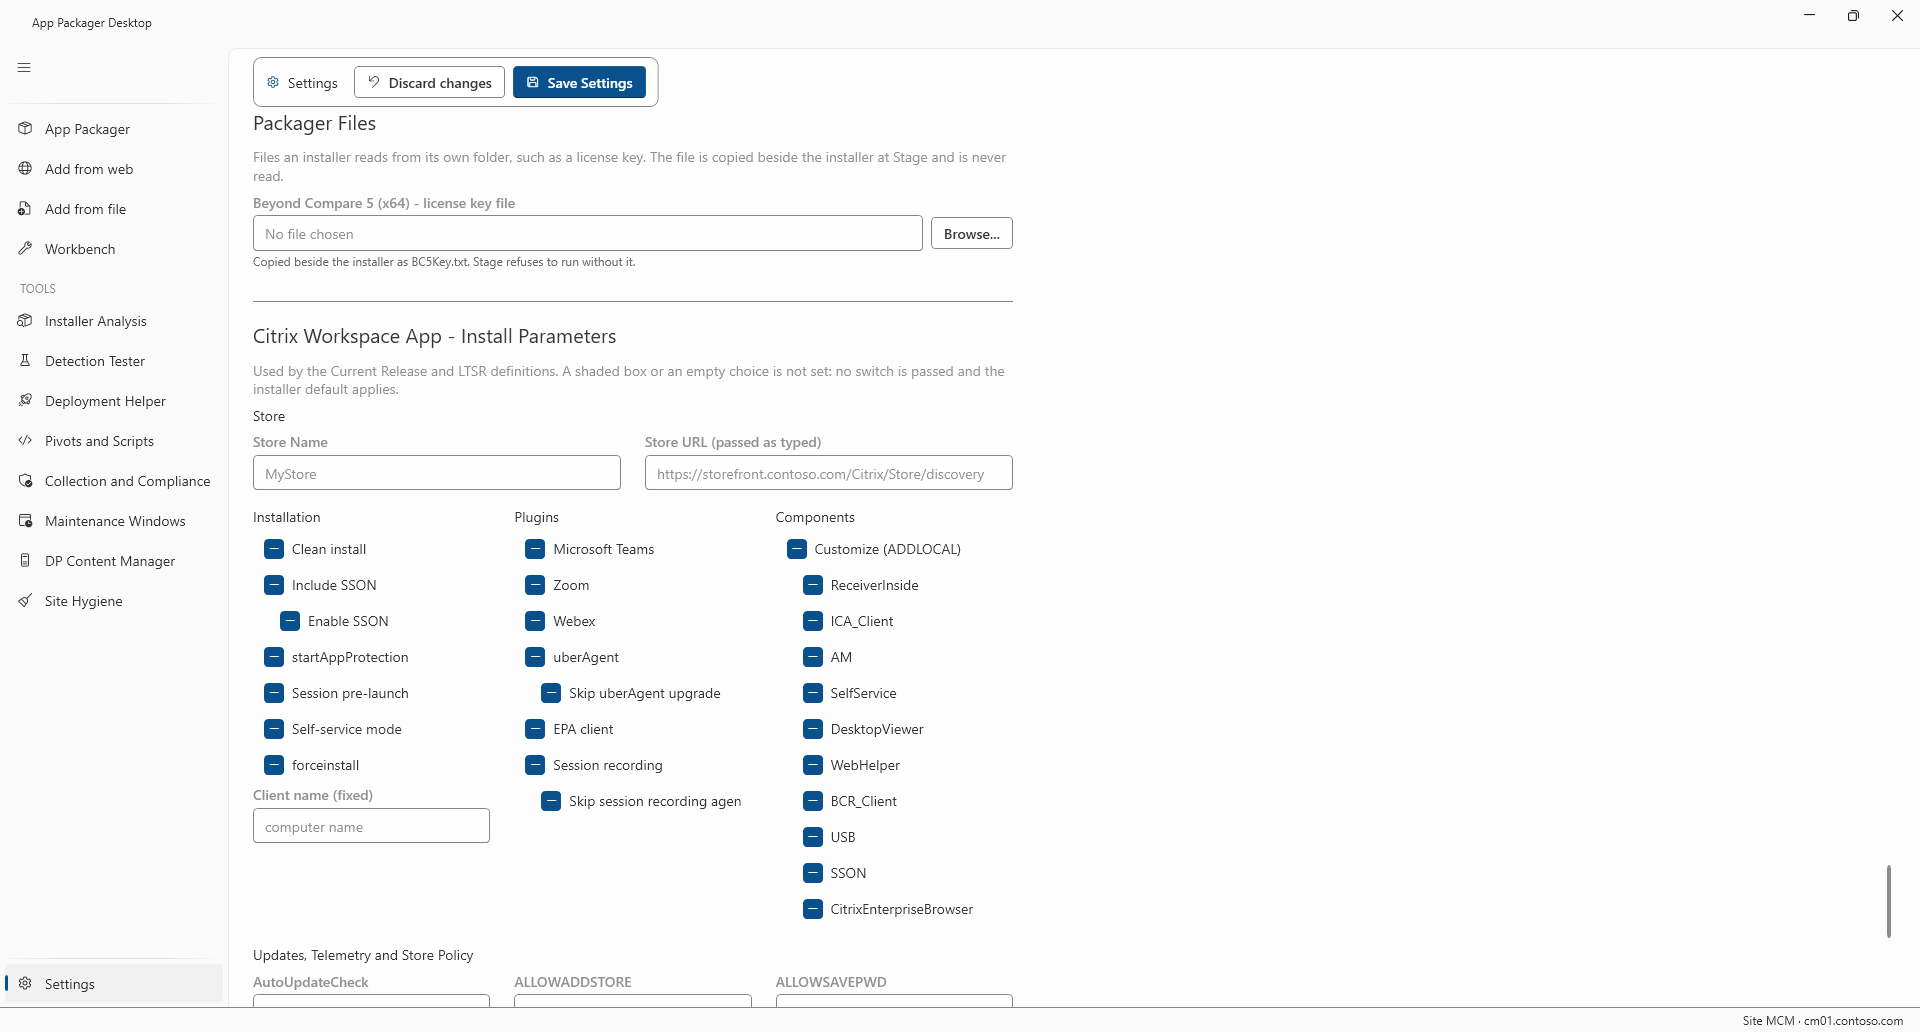 App Packager Desktop
Settings
Discard changes
Save Settings
App Packager
Add from web
Add from file
Workbench
TOOLS
Installer Analysis
Detection Tester
Deployment Helper
Pivots and Scripts
Collection and Compliance
Maintenance Windows
DP Content Manager
Site Hygiene
Settings
Packager Files
Files an installer reads from its own folder, such as a license key. The file is copied beside the installer at Stage and is never
read.
Beyond Compare 5 (x64) - license key file
No file chosen
Browse...
Copied beside the installer as BC5Key.txt. Stage refuses to run without it.
Citrix Workspace App - Install Parameters
Used by the Current Release and LTSR definitions. A shaded box or an empty choice is not set: no switch is passed and the
installer default applies.
Store
Store Name
MyStore
Store URL (passed as typed)
https://storefront.contoso.com/Citrix/Store/discovery
Installation
Clean install
Include SSON
Enable SSON
startAppProtection
Session pre-launch
Self-service mode
forceinstall
Client name (fixed)
computer name
Plugins
Microsoft Teams
Zoom
Webex
uberAgent
Skip uberAgent upgrade
EPA client
Session recording
Skip session recording agen
Components
Customize (ADDLOCAL)
ReceiverInside
ICA_Client
AM
SelfService
DesktopViewer
WebHelper
BCR_Client
USB
SSON
CitrixEnterpriseBrowser
Updates, Telemetry and Store Policy
AutoUpdateCheck
ALLOWADDSTORE
ALLOWSAVEPWD
Site MCM · cm01.contoso.com